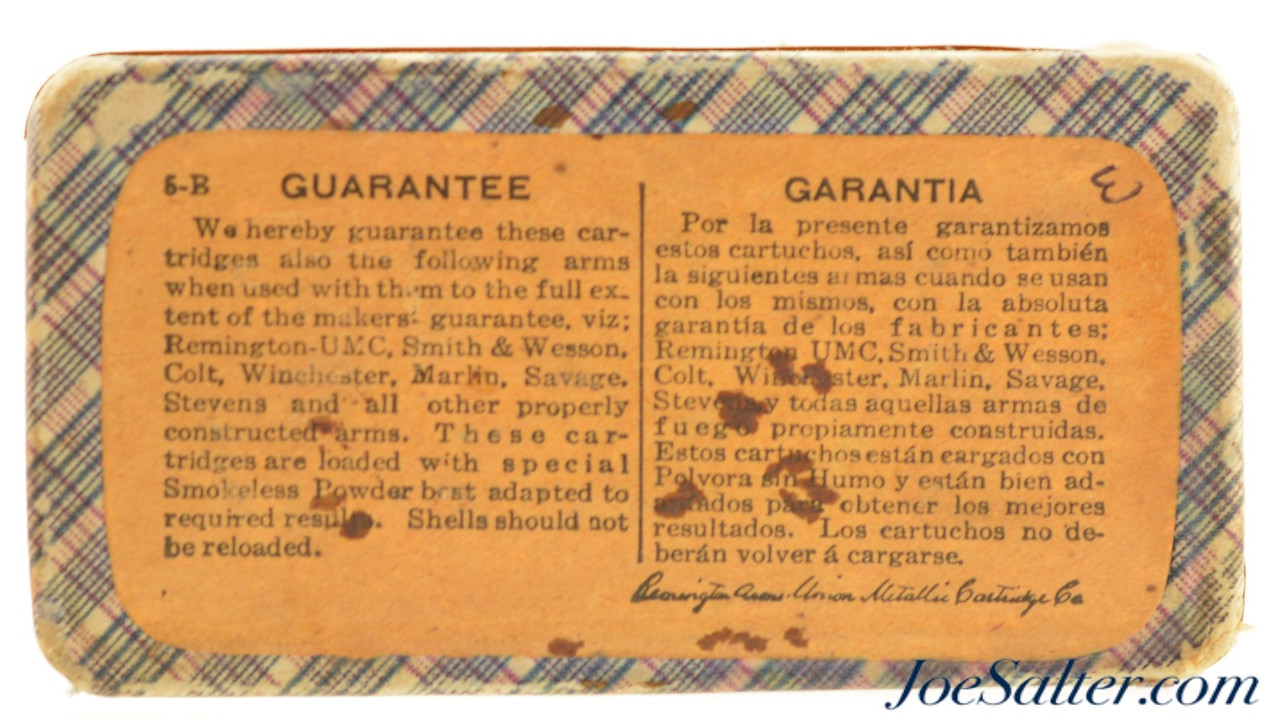 5-B GUARANTEE
We hereby guarantee these car-
tridges also the following arms
when used with them to the full ex-
tent of the makers' guarantee, viz;
Remington-UMC, Smith & Wesson,
Colt, Winchester, Marlin, Savage,
Stevens and all other properly
constructed arms. These car-
tridges are loaded with special
Smokeless Powder best adapted to
required results. Shells should not
be reloaded.
GARANTIA
Por la presente garantizamos
estos cartuchos, así como también
la siguientes armas cuando se usan
con los mismos, con la absoluta
garantía de los fabricantes;
Remington UMC, Smith & Wesson,
Colt, Winchester, Marlin, Savage,
Stevens y todas aquellas armas de
fuego propiamente construidas.
Estos cartuchos están cargados con
Polvora sin Humo y están bien ad-
aptados para obtener los mejores
resultados. Los cartuchos no de-
berán volver á cargarse.
Remington Arms-Union Metallic Cartridge Co
JoeSalter.com